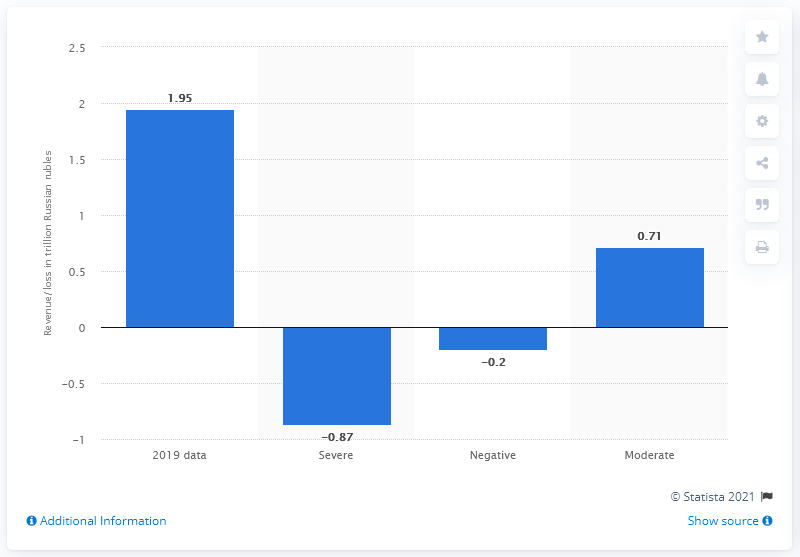 2.5
2
1.5
1
0.5
0
−0.5
−1
Revenue/loss in trillion Russian rubles
1.95
−0.87
−0.2
0.71
2019 data
Severe
Negative
Moderate
© Statista 2021
Additional Information
Show source